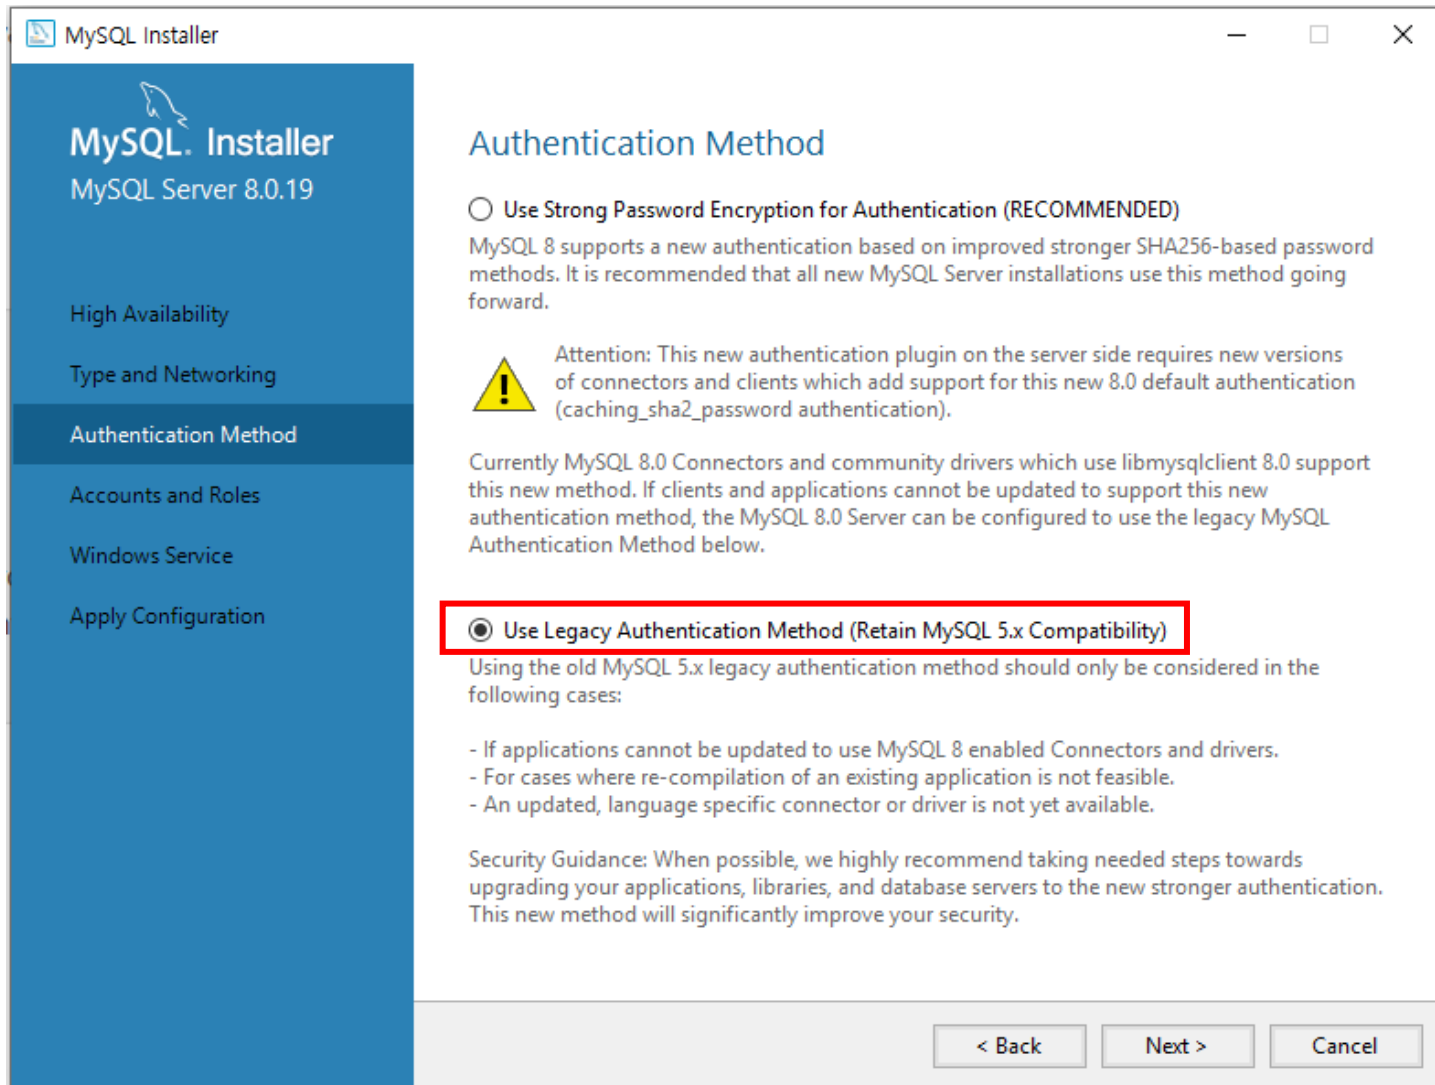 MySQL Installer
MySQL. Installer
MySQL Server 8.0.19
High Availability
Type and Networking
Authentication Method
Accounts and Roles
Windows Service
Apply Configuration
Authentication Method
Use Strong Password Encryption for Authentication (RECOMMENDED)
MySQL 8 supports a new authentication based on improved stronger SHA256-based password
methods. It is recommended that all new MySQL Server installations use this method going
forward.
Attention: This new authentication plugin on the server side requires new versions
of connectors and clients which add support for this new 8.0 default authentication
(caching_sha2_password authentication).
Currently MySQL 8.0 Connectors and community drivers which use libmysqlclient 8.0 support
this new method. If clients and applications cannot be updated to support this new
authentication method, the MySQL 8.0 Server can be configured to use the legacy MySQL
Authentication Method below.
Use Legacy Authentication Method (Retain MySQL 5.x Compatibility)
Using the old MySQL 5.x legacy authentication method should only be considered in the
following cases:
- If applications cannot be updated to use MySQL 8 enabled Connectors and drivers.
- For cases where re-compilation of an existing application is not feasible.
- An updated, language specific connector or driver is not yet available.
Security Guidance: When possible, we highly recommend taking needed steps towards
upgrading your applications, libraries, and database servers to the new stronger authentication.
This new method will significantly improve your security.
< Back
Next >
Cancel